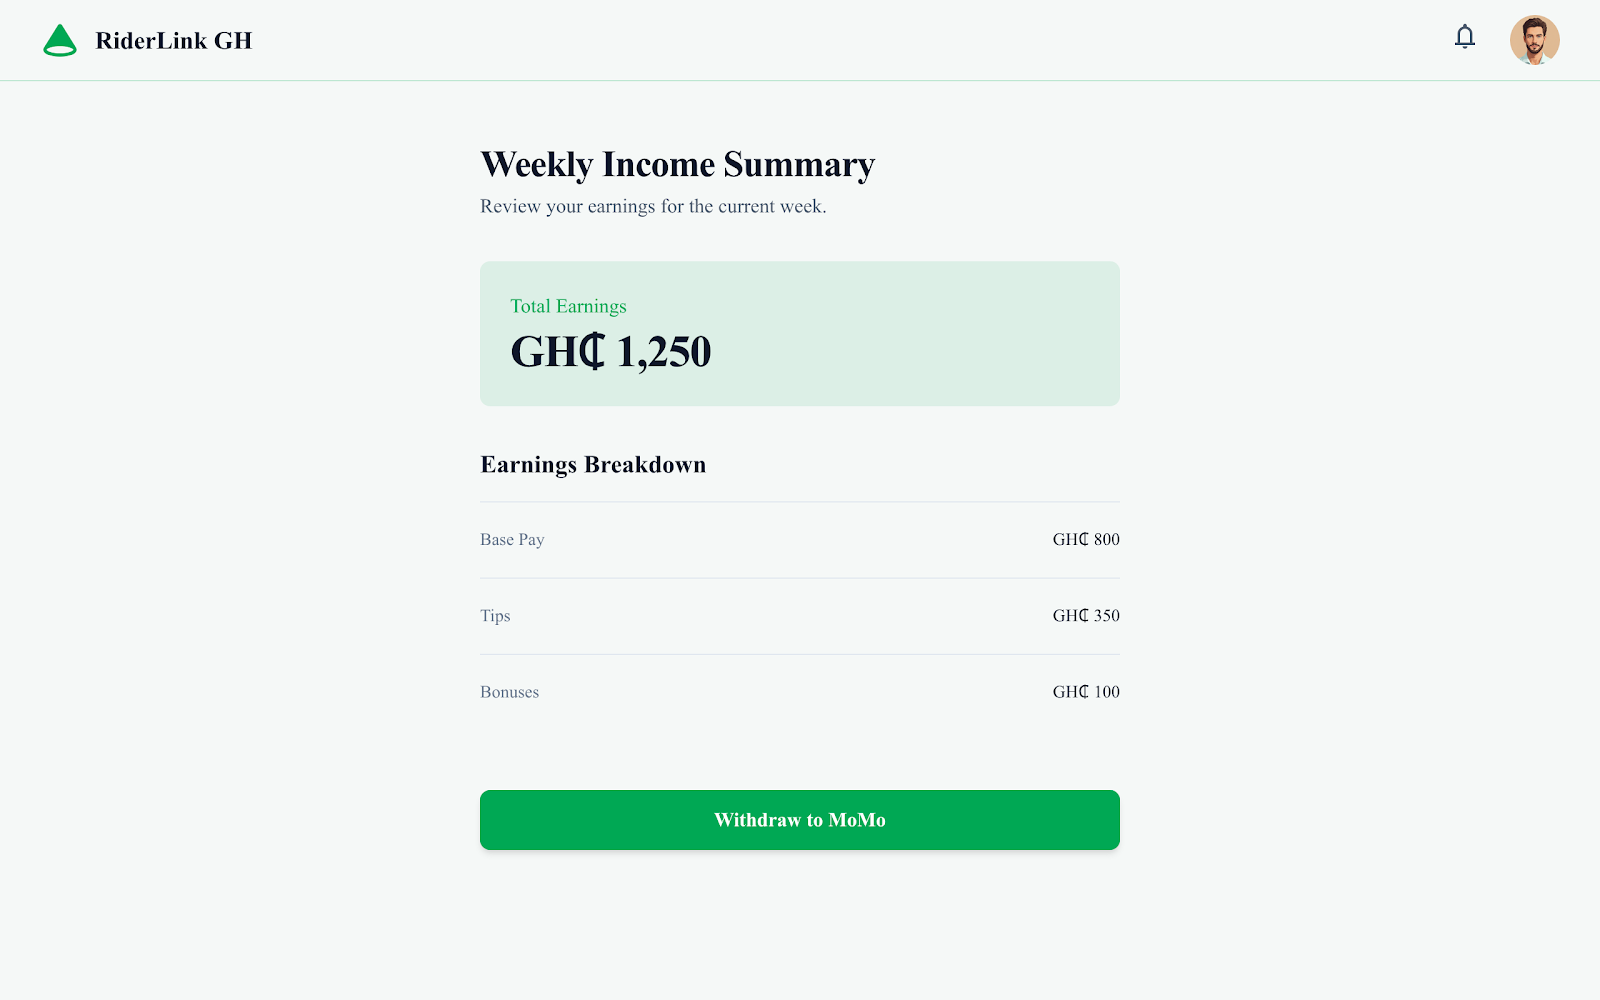 RiderLink GH
Weekly Income Summary
Review your earnings for the current week.
Total Earnings
GH₵ 1,250
Earnings Breakdown
Base Pay GH₵ 800
Tips GH₵ 350
Bonuses GH₵ 100
Withdraw to MoMo